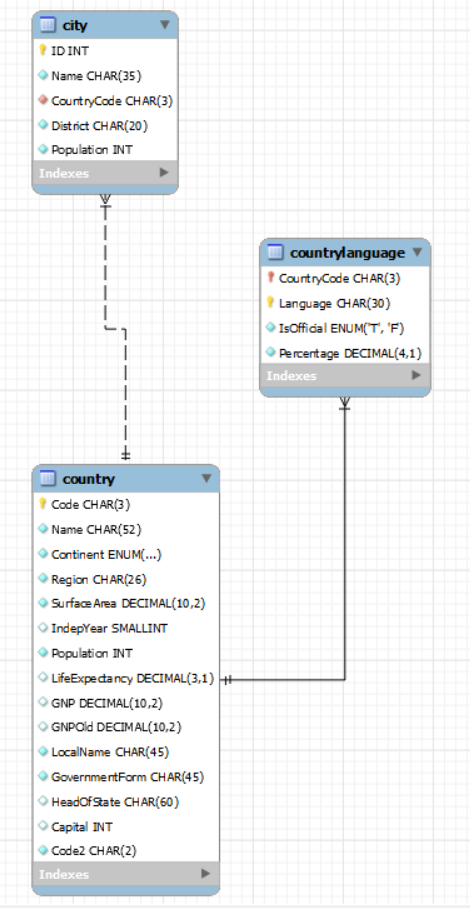 city
ID INT
Name CHAR(35)
CountryCode CHAR(3)
District CHAR(20)
Population INT
Indexes
countrylanguage
CountryCode CHAR(3)
Language CHAR(30)
IsOfficial ENUM('T', 'F')
Percentage DECIMAL(4,1)
Indexes
country
Code CHAR(3)
Name CHAR(52)
Continent ENUM(...)
Region CHAR(26)
SurfaceArea DECIMAL(10,2)
IndepYear SMALLINT
Population INT
LifeExpectancy DECIMAL(3,1)
GNP DECIMAL(10,2)
GNPOld DECIMAL(10,2)
LocalName CHAR(45)
GovernmentForm CHAR(45)
HeadOfState CHAR(60)
Capital INT
Code2 CHAR(2)
Indexes